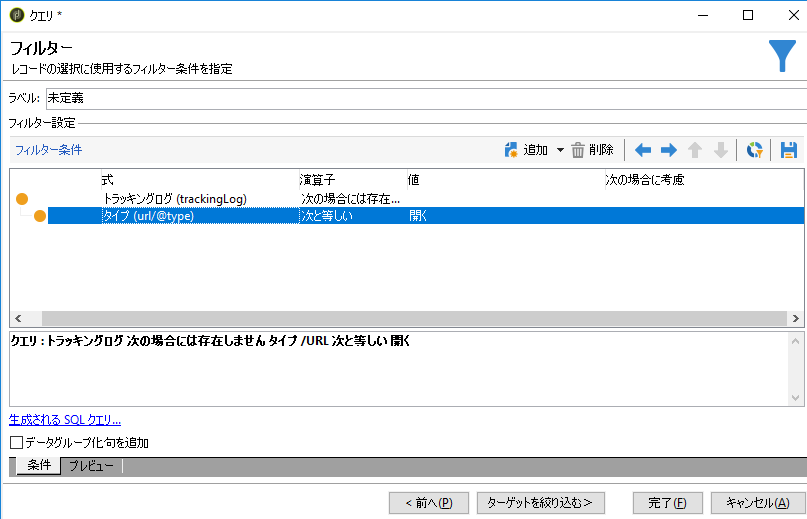 クエリ *
フィルター
レコードの選択に使用するフィルター条件を指定
ラベル: 未定義
フィルター設定
フィルター条件 追加 削除
式 演算子 値 次の場合に考慮
トラッキングログ (trackingLog) 次の場合には存在...
タイプ (url/@type) 次と等しい 開く
クエリ : トラッキングログ 次の場合には存在しません タイプ /URL 次と等しい 開く
生成される SQL クエリ...
データグループ化句を追加
条件 プレビュー
< 前へ(P) ターゲットを絞り込む> 完了(F) キャンセル(A)